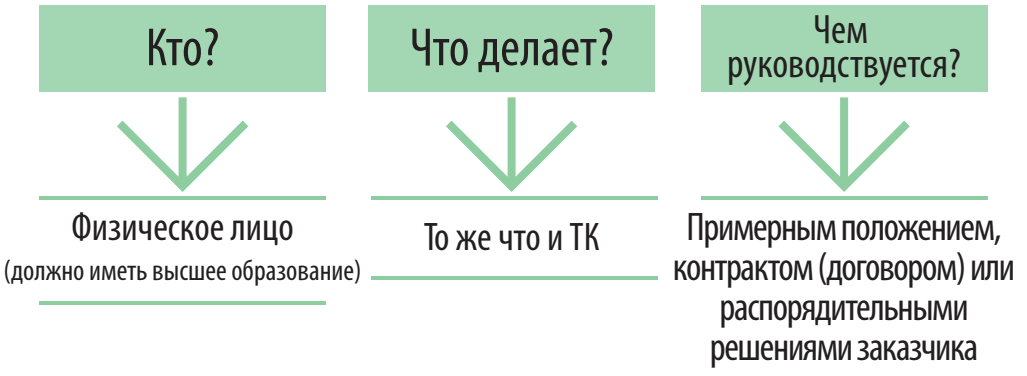 Кто?
Физическое лицо
(должно иметь высшее образование)
Что делает?
То же что и ТК
Чем
руководствуется?
Примерным положением,
контрактом (договором) или
распорядительными
решениями заказчика